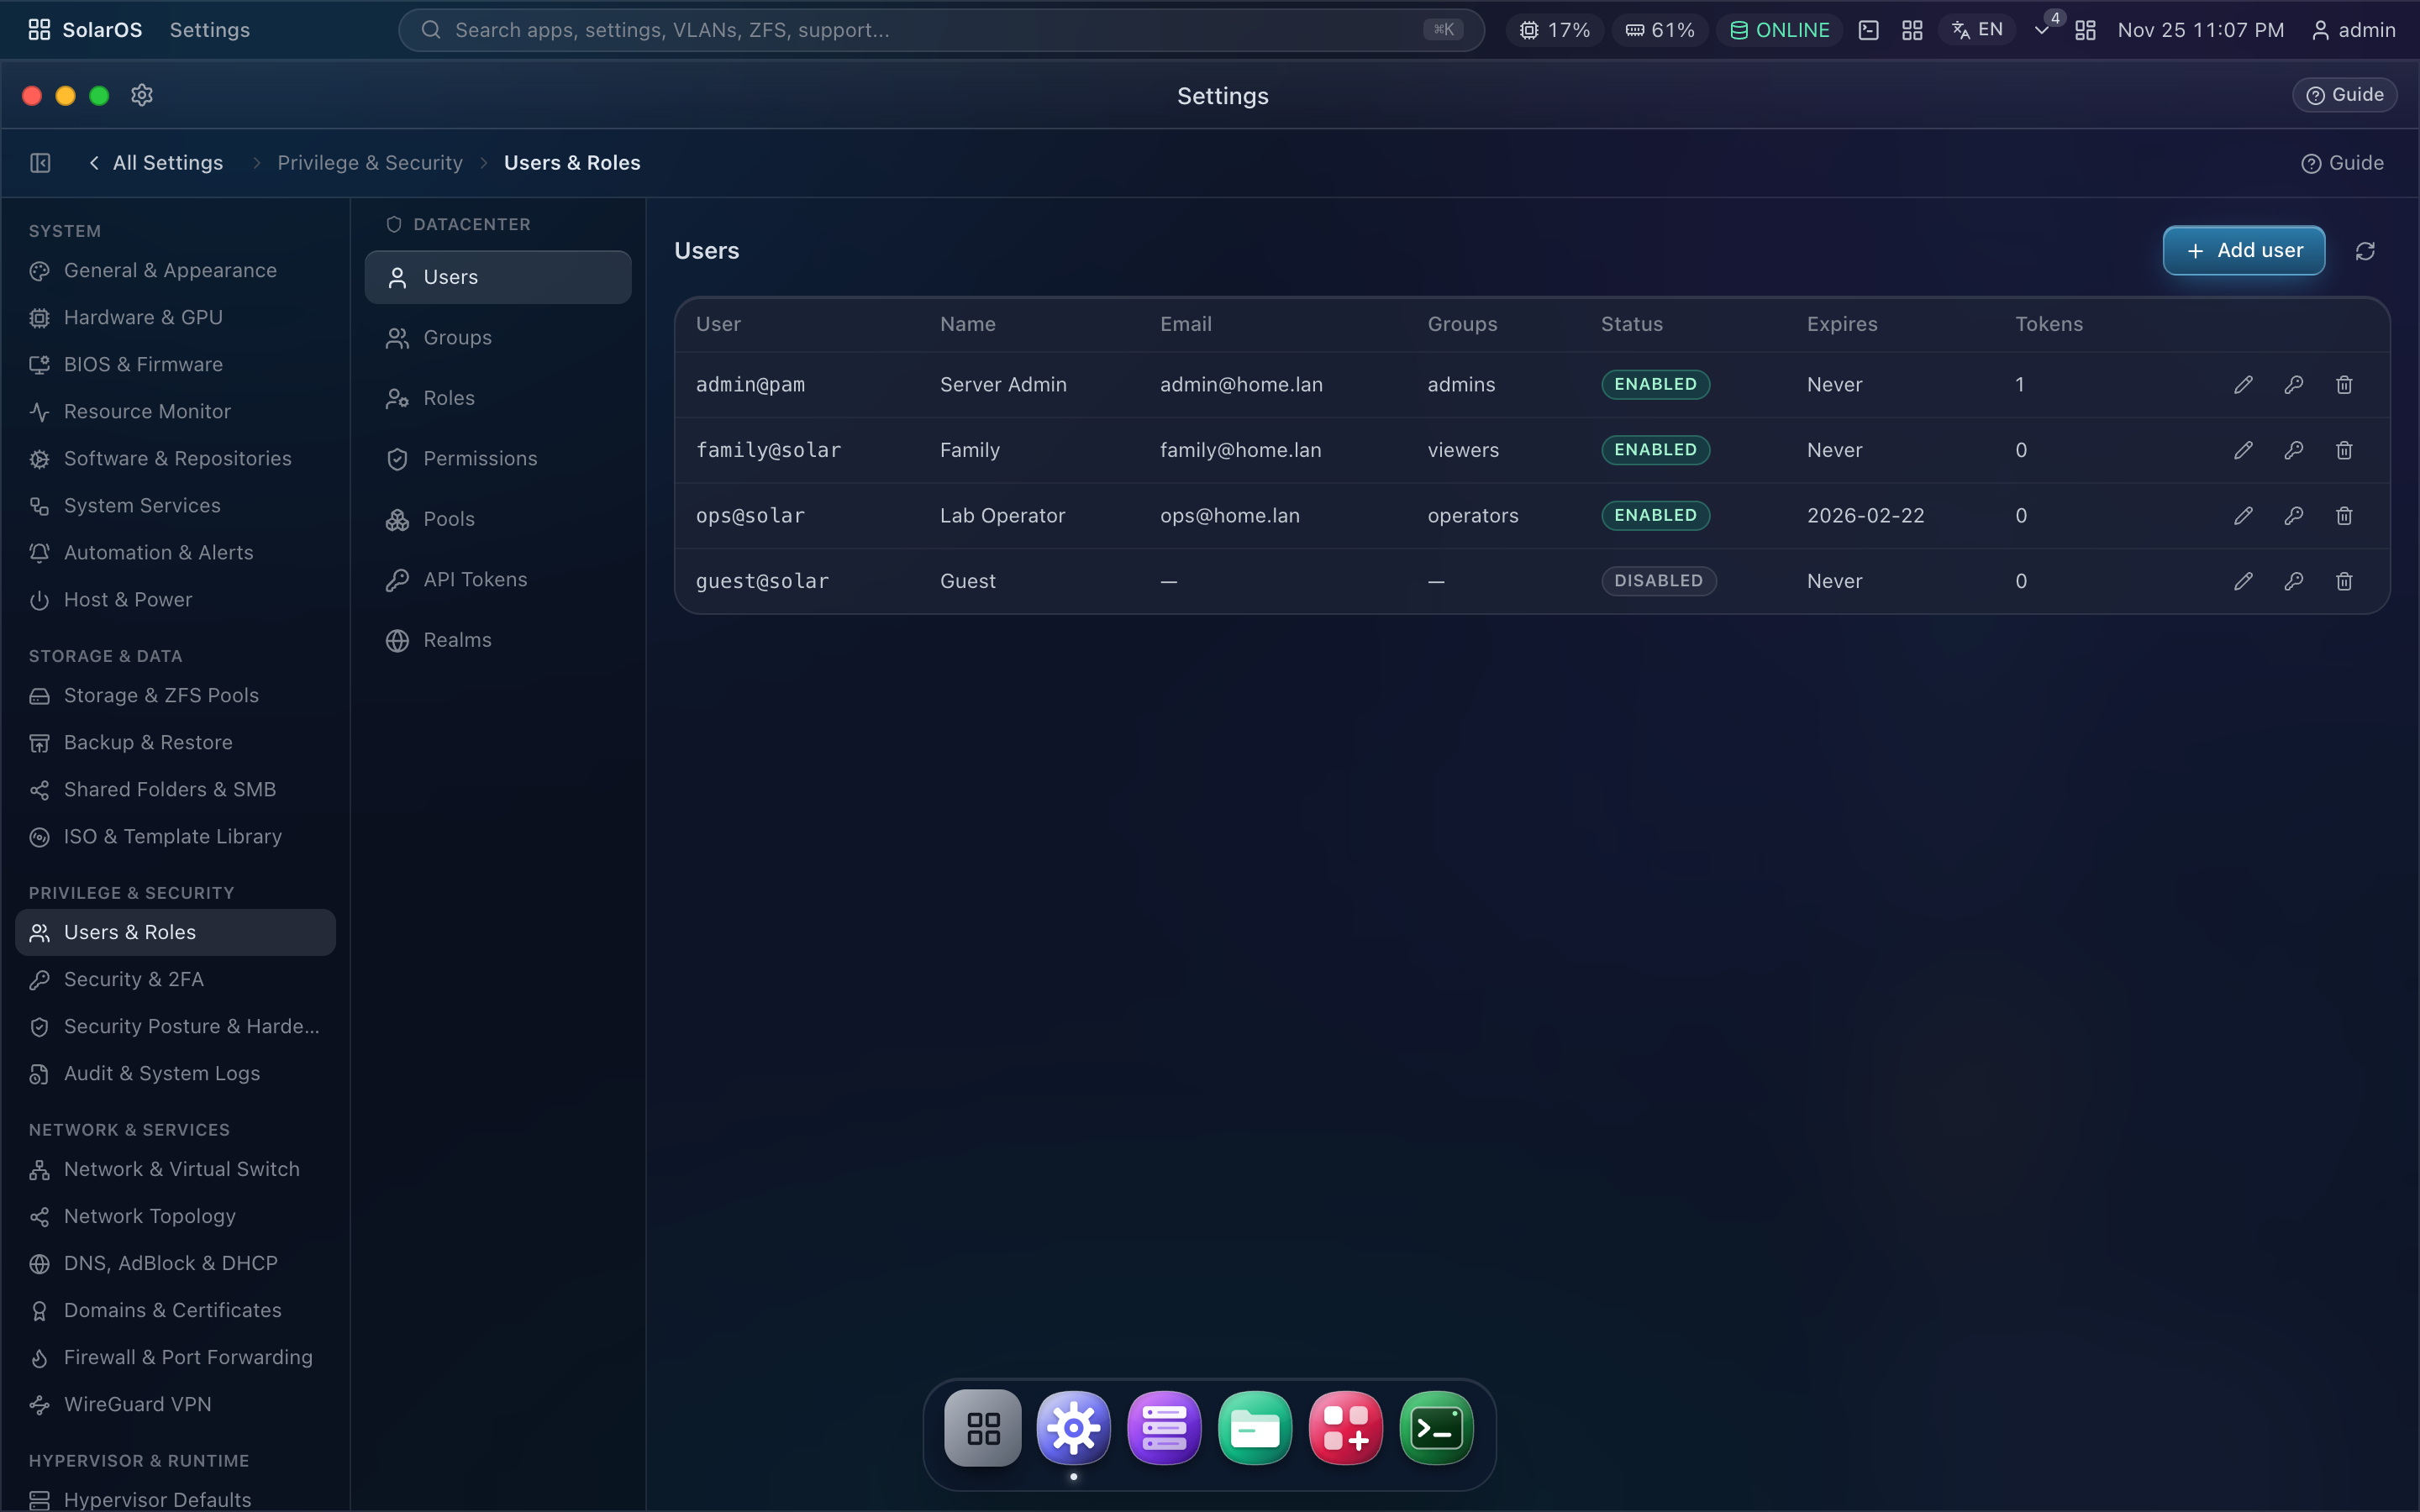 SolarOS Settings Search apps, settings, VLANs, ZFS, support... ⌘K 17% 61% ONLINE EN 4 Nov 25 11:07 PM admin
Settings Guide
All Settings Privilege & Security Users & Roles Guide
SYSTEM
General & Appearance
Hardware & GPU
BIOS & Firmware
Resource Monitor
Software & Repositories
System Services
Automation & Alerts
Host & Power
STORAGE & DATA
Storage & ZFS Pools
Backup & Restore
Shared Folders & SMB
ISO & Template Library
PRIVILEGE & SECURITY
Users & Roles
Security & 2FA
Security Posture & Harde...
Audit & System Logs
NETWORK & SERVICES
Network & Virtual Switch
Network Topology
DNS, AdBlock & DHCP
Domains & Certificates
Firewall & Port Forwarding
WireGuard VPN
HYPERVISOR & RUNTIME
Hypervisor Defaults
DATACENTER
Users
Groups
Roles
Permissions
Pools
API Tokens
Realms
Users Add user
User Name Email Groups Status Expires Tokens
admin@pam Server Admin admin@home.lan admins ENABLED Never 1
family@solar Family family@home.lan viewers ENABLED Never 0
ops@solar Lab Operator ops@home.lan operators ENABLED 2026-02-22 0
guest@solar Guest — — DISABLED Never 0